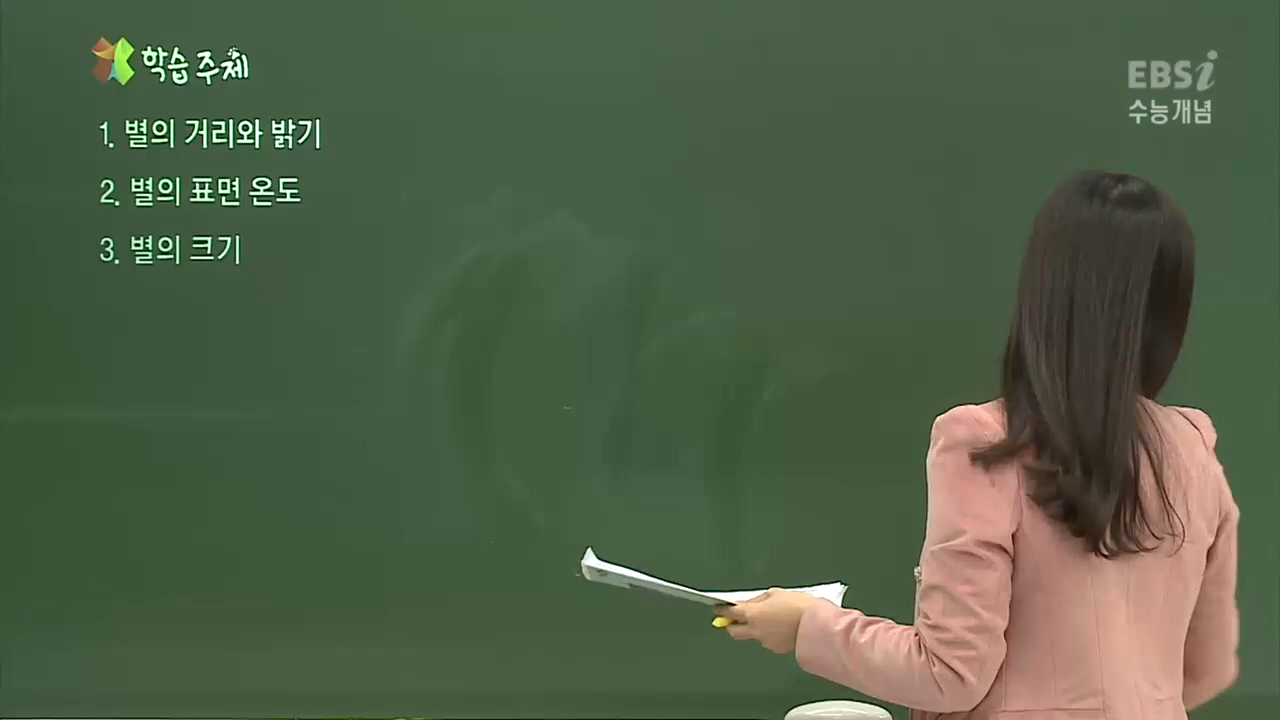 학습 주제
1. 별의 거리와 밝기
2. 별의 표면 온도
3. 별의 크기
EBSi
수능개념